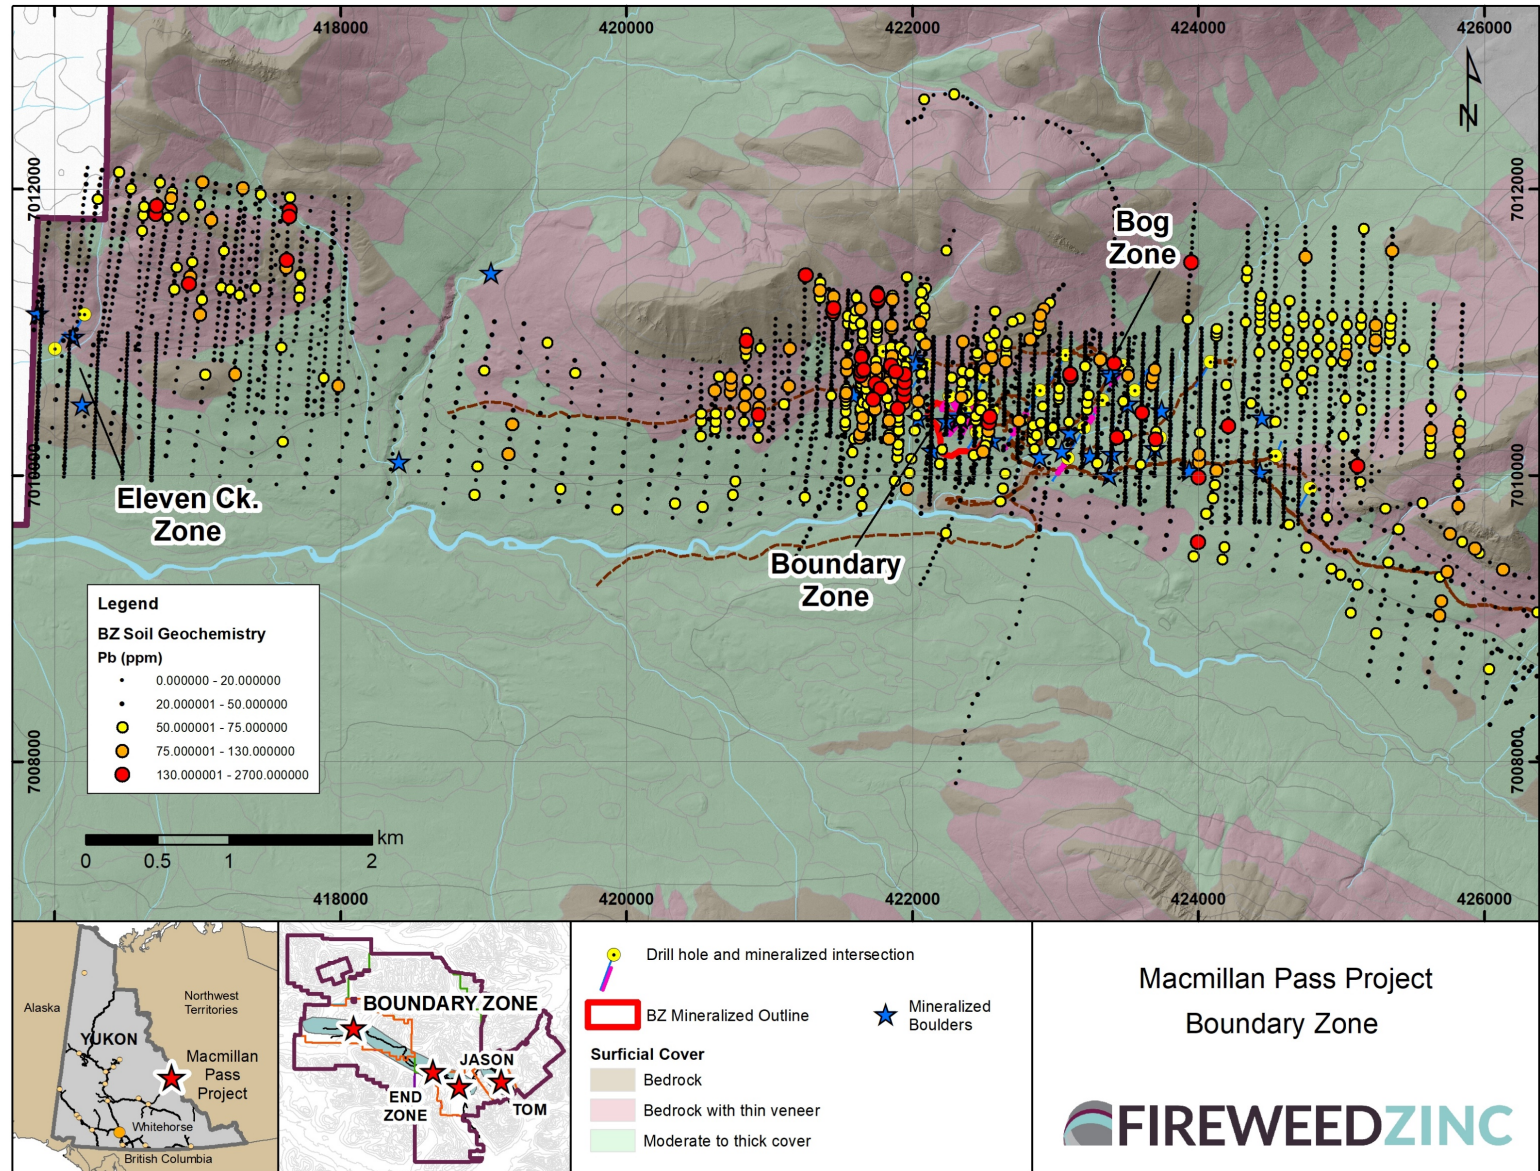 418000
420000
422000
424000
426000
7012000
7012000
N
Bog
Zone
7010000
7010000
Eleven Ck.
Zone
Boundary
Zone
Legend
BZ Soil Geochemistry
Pb (ppm)
0.000000 - 20.000000
20.000001 - 50.000000
50.000001 - 75.000000
75.000001 - 130.000000
130.000001 - 2700.000000
7008000
7008000
km
0 0.5 1 2
418000
420000
422000
424000
426000
Alaska
Northwest
Territories
YUKON
Macmillan
Pass
Project
Whitehorse
British Columbia
BOUNDARY ZONE
JASON
END
ZONE
TOM
Drill hole and mineralized intersection
BZ Mineralized Outline
Mineralized
Boulders
Surficial Cover
Bedrock
Bedrock with thin veneer
Moderate to thick cover
Macmillan Pass Project
Boundary Zone
FIREWEEDZINC